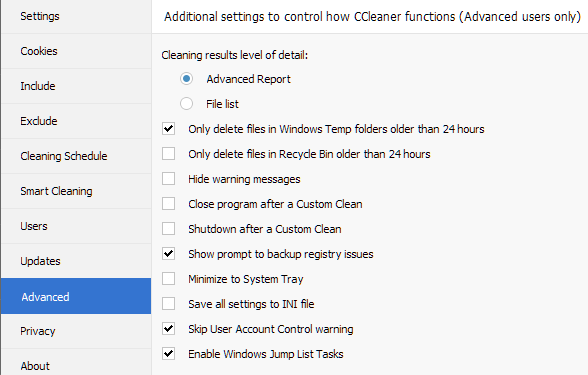 Settings
Cookies
Include
Exclude
Cleaning Schedule
Smart Cleaning
Users
Updates
Advanced
Privacy
About
Additional settings to control how CCleaner functions (Advanced users only)
Cleaning results level of detail:
Advanced Report
File list
Only delete files in Windows Temp folders older than 24 hours
Only delete files in Recycle Bin older than 24 hours
Hide warning messages
Close program after a Custom Clean
Shutdown after a Custom Clean
Show prompt to backup registry issues
Minimize to System Tray
Save all settings to INI file
Skip User Account Control warning
Enable Windows Jump List Tasks